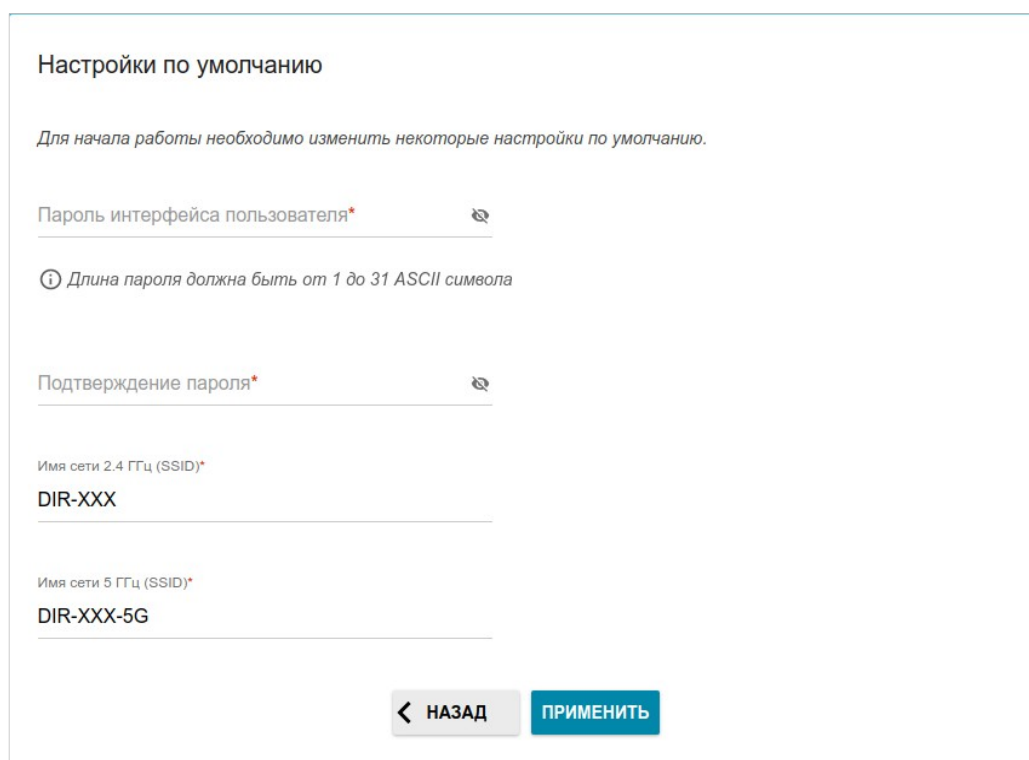 Настройки по умолчанию
Для начала работы необходимо изменить некоторые настройки по умолчанию.
Пароль интерфейса пользователя*
Длина пароля должна быть от 1 до 31 ASCII символа
Подтверждение пароля*
Имя сети 2.4 ГГц (SSID)*
DIR-XXX
Имя сети 5 ГГц (SSID)*
DIR-XXX-5G
НАЗАД ПРИМЕНИТЬ